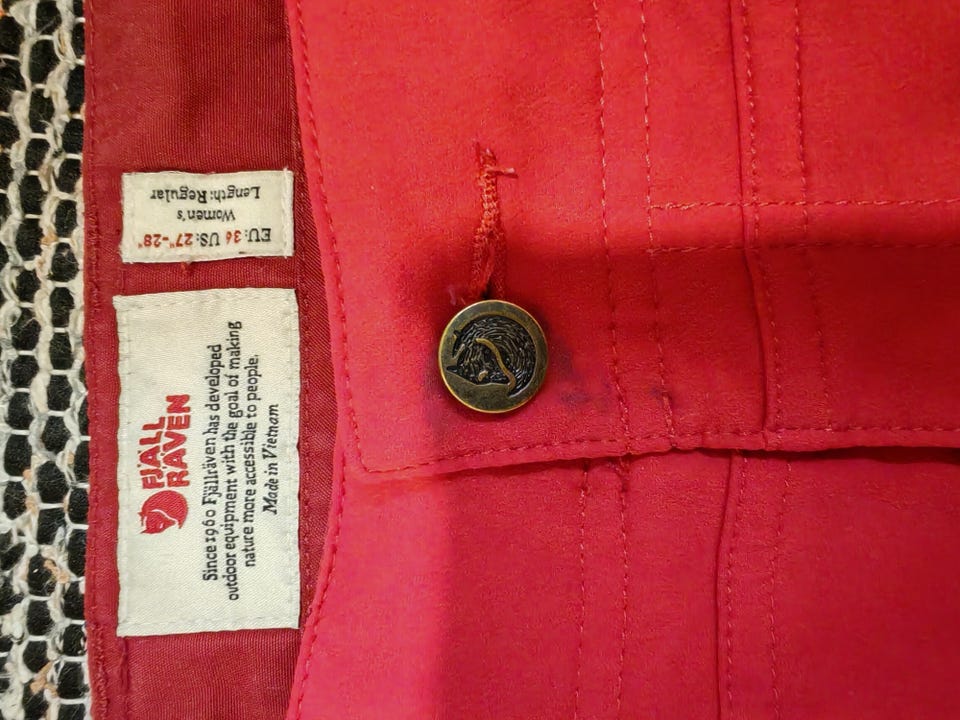 EU: 36 US: 27"-28"
Women's
Length: Regular
FJÄLL
RÄVEN
Since 1960 Fjällräven has developed
outdoor equipment with the goal of making
nature more accessible to people.
Made in Vietnam